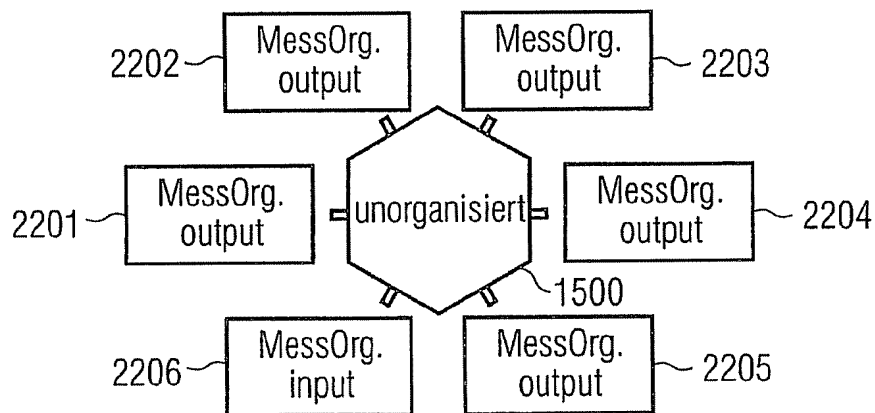 MessOrg.
output
2202
MessOrg.
output
2203
MessOrg.
output
2201
unorganisiert
MessOrg.
output
2204
1500
MessOrg.
input
2206
MessOrg.
output
2205